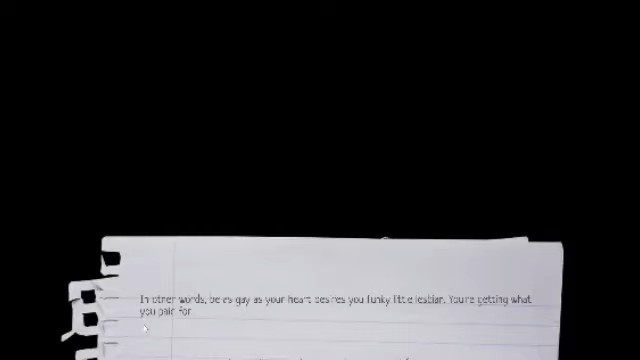 In other words, be as gay as your heart desires you funky little lesbian. You're getting what
you paid for.